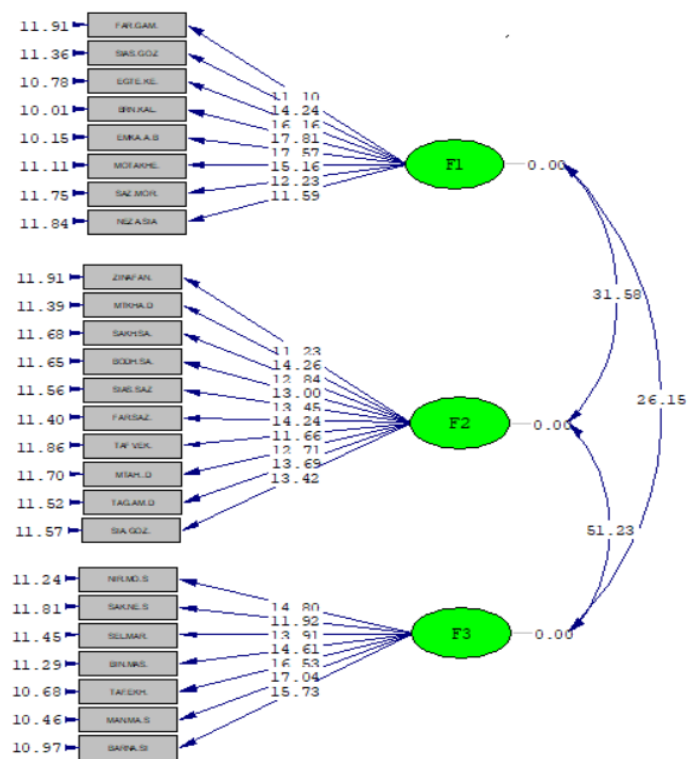 11.91 FAR.GAM. 11.10
11.36 SIAS.GOZ 14.24
10.78 EGTE.KE. 16.16
10.01 BRN.KAL. 17.81
10.15 EMKA.A.B 17.57
11.11 MOTAKHE. 15.16
11.75 SAZ.MOR. 12.23
11.84 NEZA.SIA 11.59
F1 0.00
11.91 ZINAFAN. 11.23
11.39 MTKHA.D 14.26
11.68 SAKH.SA. 12.84
11.65 BODH.SA. 13.00
11.56 SIAS.SAZ 13.45
11.40 FAR.SAZ. 14.24
11.86 TAF.VEK. 11.66
11.70 MTAH..D 12.71
11.52 TAG.AM.D 13.69
11.57 SIA.GOZ. 13.42
F2 0.00
11.24 NIR.MO.S 14.80
11.81 SAK.NE.S 11.92
11.45 SEL.MAR. 13.91
11.29 BIN.MAS. 14.61
10.68 TAF.EKH. 16.53
10.46 MAN.MA.S 17.04
10.97 BARNA.SI 15.73
F3 0.00
31.58
26.15
51.23